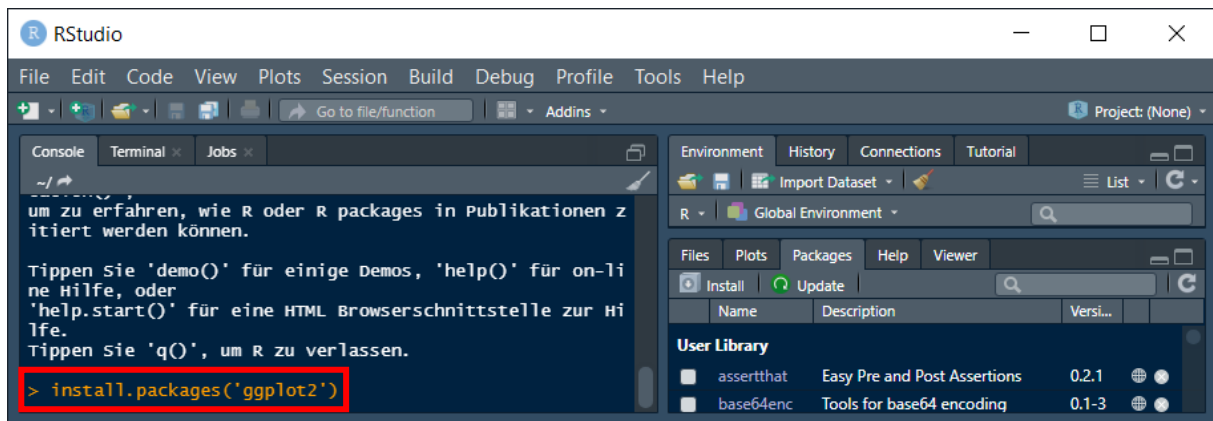 RStudio
File Edit Code View Plots Session Build Debug Profile Tools Help
Go to file/function Addins Project: (None)
Console Terminal Jobs
~/
um zu erfahren, wie R oder R packages in Publikationen z
itiert werden können.
Tippen Sie 'demo()' für einige Demos, 'help()' für on-li
ne Hilfe, oder
'help.start()' für eine HTML Browserschnittstelle zur Hi
lfe.
Tippen Sie 'q()', um R zu verlassen.
> install.packages('ggplot2')
Environment History Connections Tutorial
Import Dataset List
R Global Environment
Files Plots Packages Help Viewer
Install Update
Name Description Versi...
User Library
assertthat Easy Pre and Post Assertions 0.2.1
base64enc Tools for base64 encoding 0.1-3